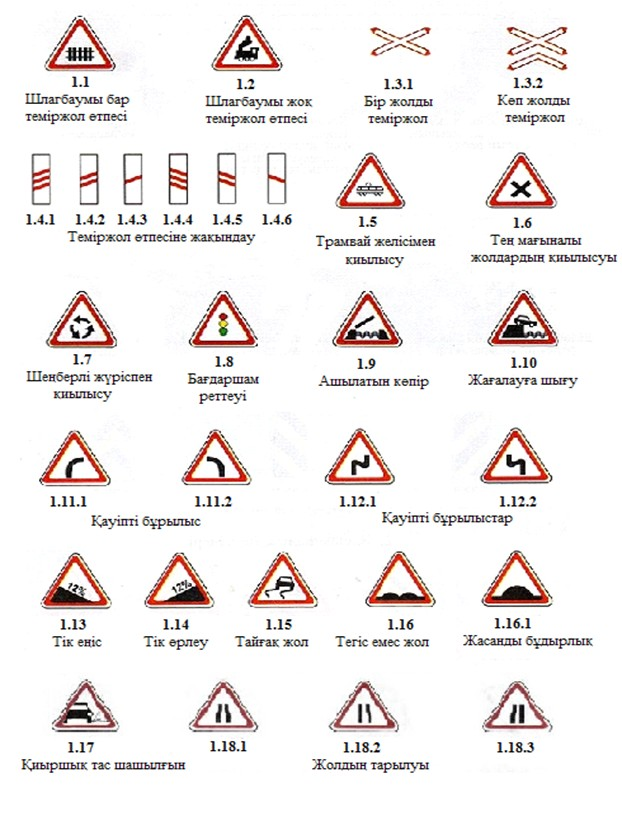 1.1 1.2 1.3.1 1.3.2
Шлагбаумы бар теміржол өтпесі
Шлагбаумы жоқ теміржол өтпесі
Бір жолды теміржол
Көп жолды теміржол
1.4.1 1.4.2 1.4.3 1.4.4 1.4.5 1.4.6
Теміржол өтпесіне жақындау
1.5
Трамвай желісімен
қиылысу
1.6
Тең мағыналы
жолдардың қиылысуы
1.7
Шеңберлі жүріспен
қиылысу
1.8
Бағдаршам
реттеуі
1.9
Ашылатын көпір
1.10
Жағалауға шығу
1.11.1 1.11.2
Қауіпті бұрылыс
1.12.1 1.12.2
Қауіпті бұрылыстар
12%
1.13
Тік еңіс
12%
1.14
Тік өрлеу
1.15
Тайғақ жол
1.16
Тегіс емес жол
1.16.1
Жасанды бұдырлық
1.17
Қиыршық тас шашылғын
1.18.1 1.18.2 1.18.3
Жолдың тарылуы